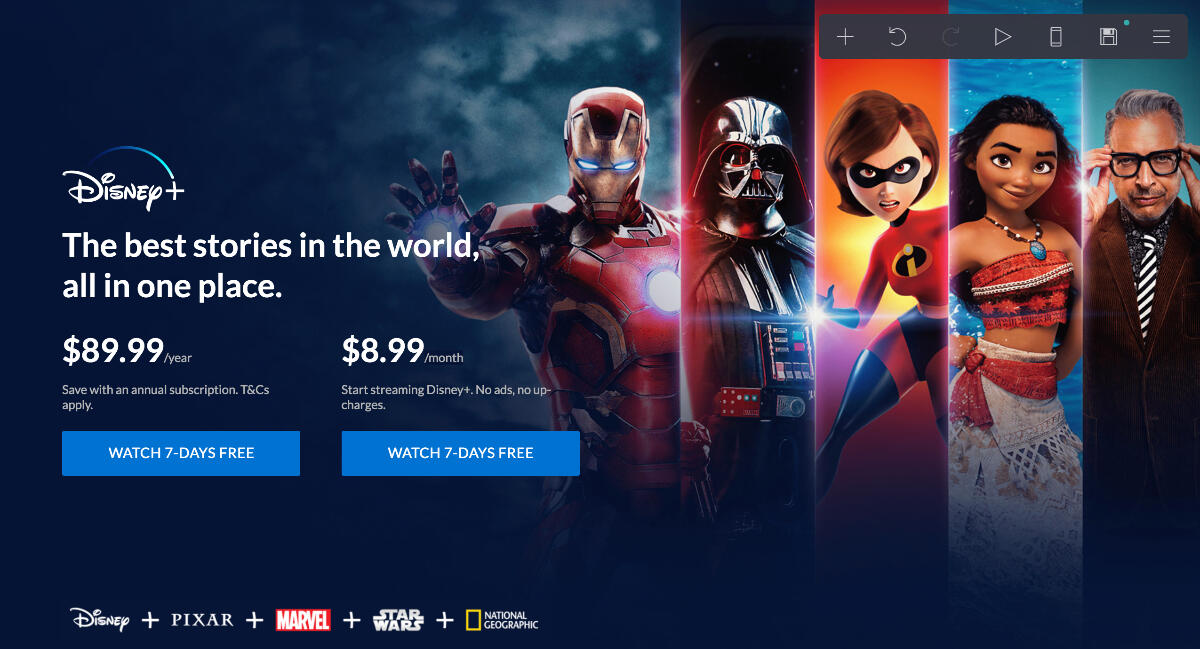 Disney+
The best stories in the world,
all in one place.
$89.99/year
Save with an annual subscription. T&Cs
apply.
WATCH 7-DAYS FREE
$8.99/month
Start streaming Disney+. No ads, no up-
charges.
WATCH 7-DAYS FREE
Disney + PIXAR + MARVEL + STAR WARS + NATIONAL GEOGRAPHIC